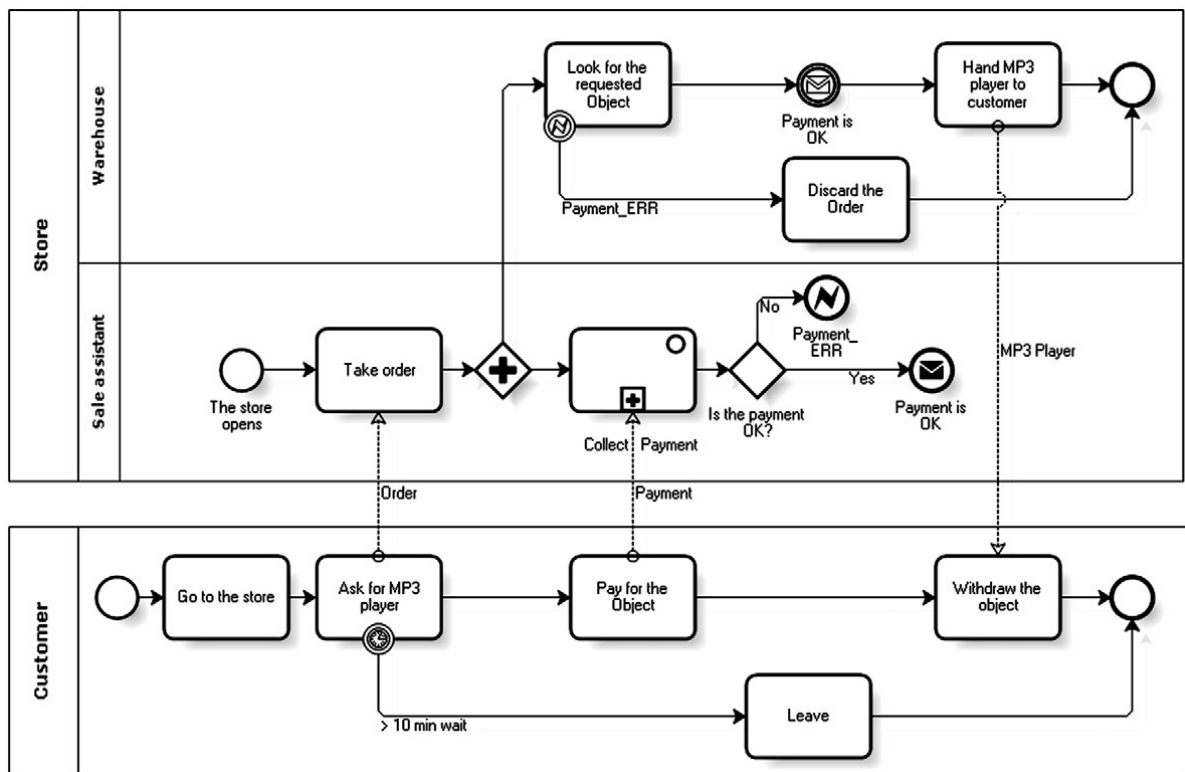 Store
Warehouse
Look for the
requested
Object
Payment is
OK
Hand MP3
player to
customer
Payment_ERR
Discard the
Order
Sale assistant
The store
opens
Take order
Collect Payment
Is the payment
OK?
No
Payment_
ERR
Yes
Payment is
OK
MP3 Player
Order
Payment
Customer
Go to the store
Ask for MP3
player
Pay for the
Object
Withdraw the
object
> 10 min wait
Leave